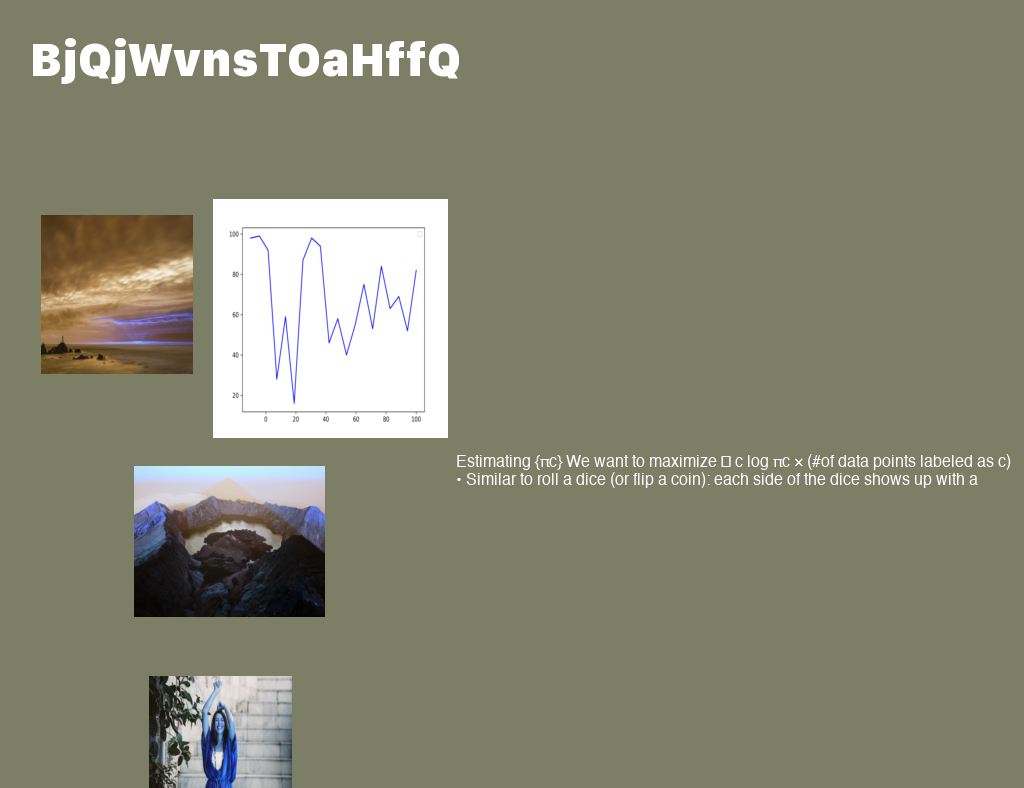 BjQjWvnsTOaHffQ
100
80
60
40
20
0 20 40 60 80 100
Estimating {πc} We want to maximize c log πc × (#of data points labeled as c)
• Similar to roll a dice (or flip a coin): each side of the dice shows up with a